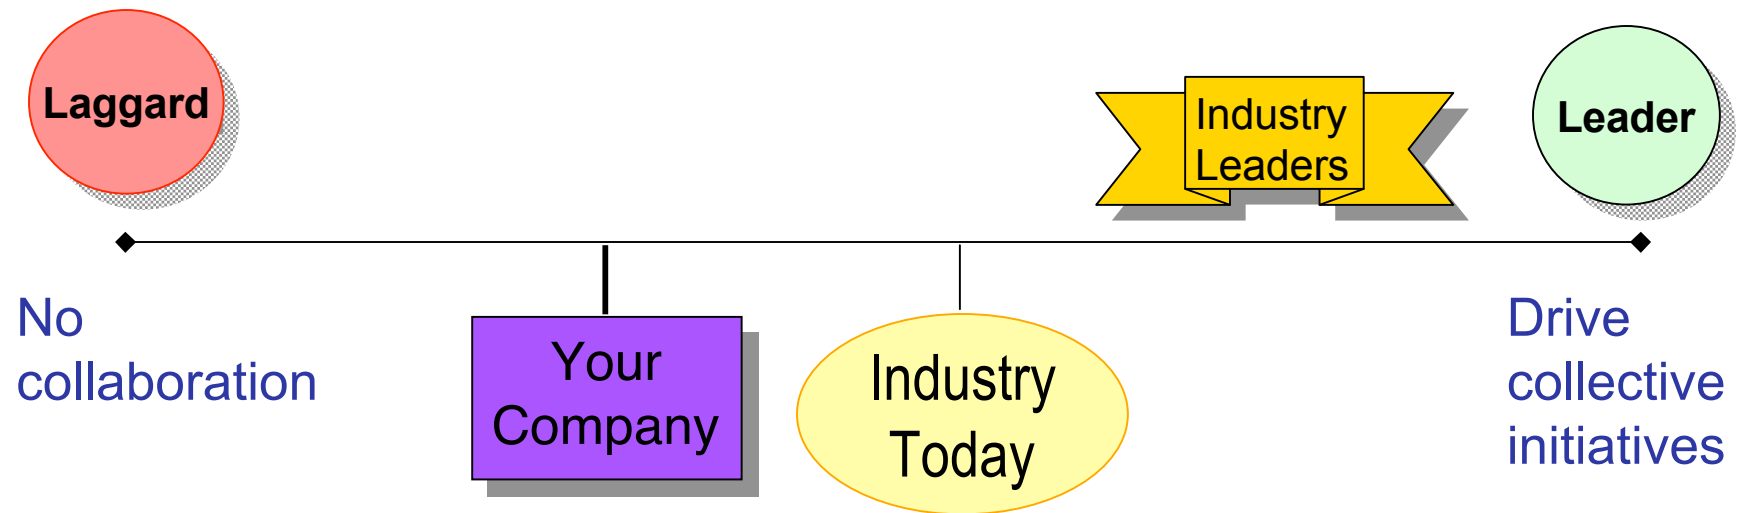 Laggard
Industry
Leaders
Leader
No
collaboration
Your
Company
Industry
Today
Drive
collective
initiatives